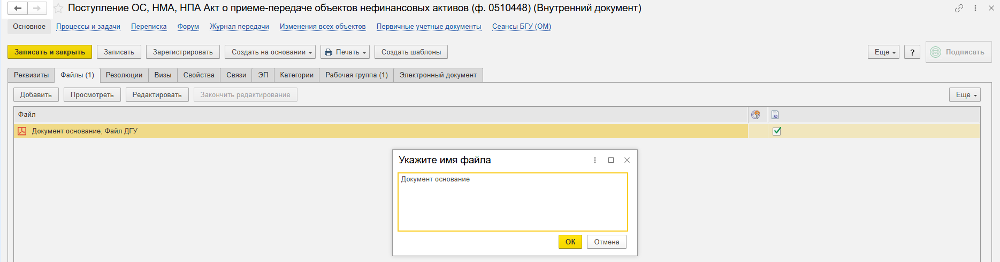 Поступление ОС, НМА, НПА Акт о приеме-передаче объектов нефинансовых активов (ф. 0510448) (Внутренний документ)
Основное Процессы и задачи Переписка Форум Журнал передачи Изменения всех объектов Первичные учетные документы Сеансы БГУ (ОМ)
Записать и закрыть Записать Зарегистрировать Создать на основании Печать Создать шаблоны Еще ? Подписать
Реквизиты Файлы (1) Резолюции Визы Свойства Связи ЭП Категории Рабочая группа (1) Электронный документ
Добавить Просмотреть Редактировать Закончить редактирование Еще
Файл
Документ основание, Файл ДГУ
Укажите имя файла
Документ основание
ОК Отмена